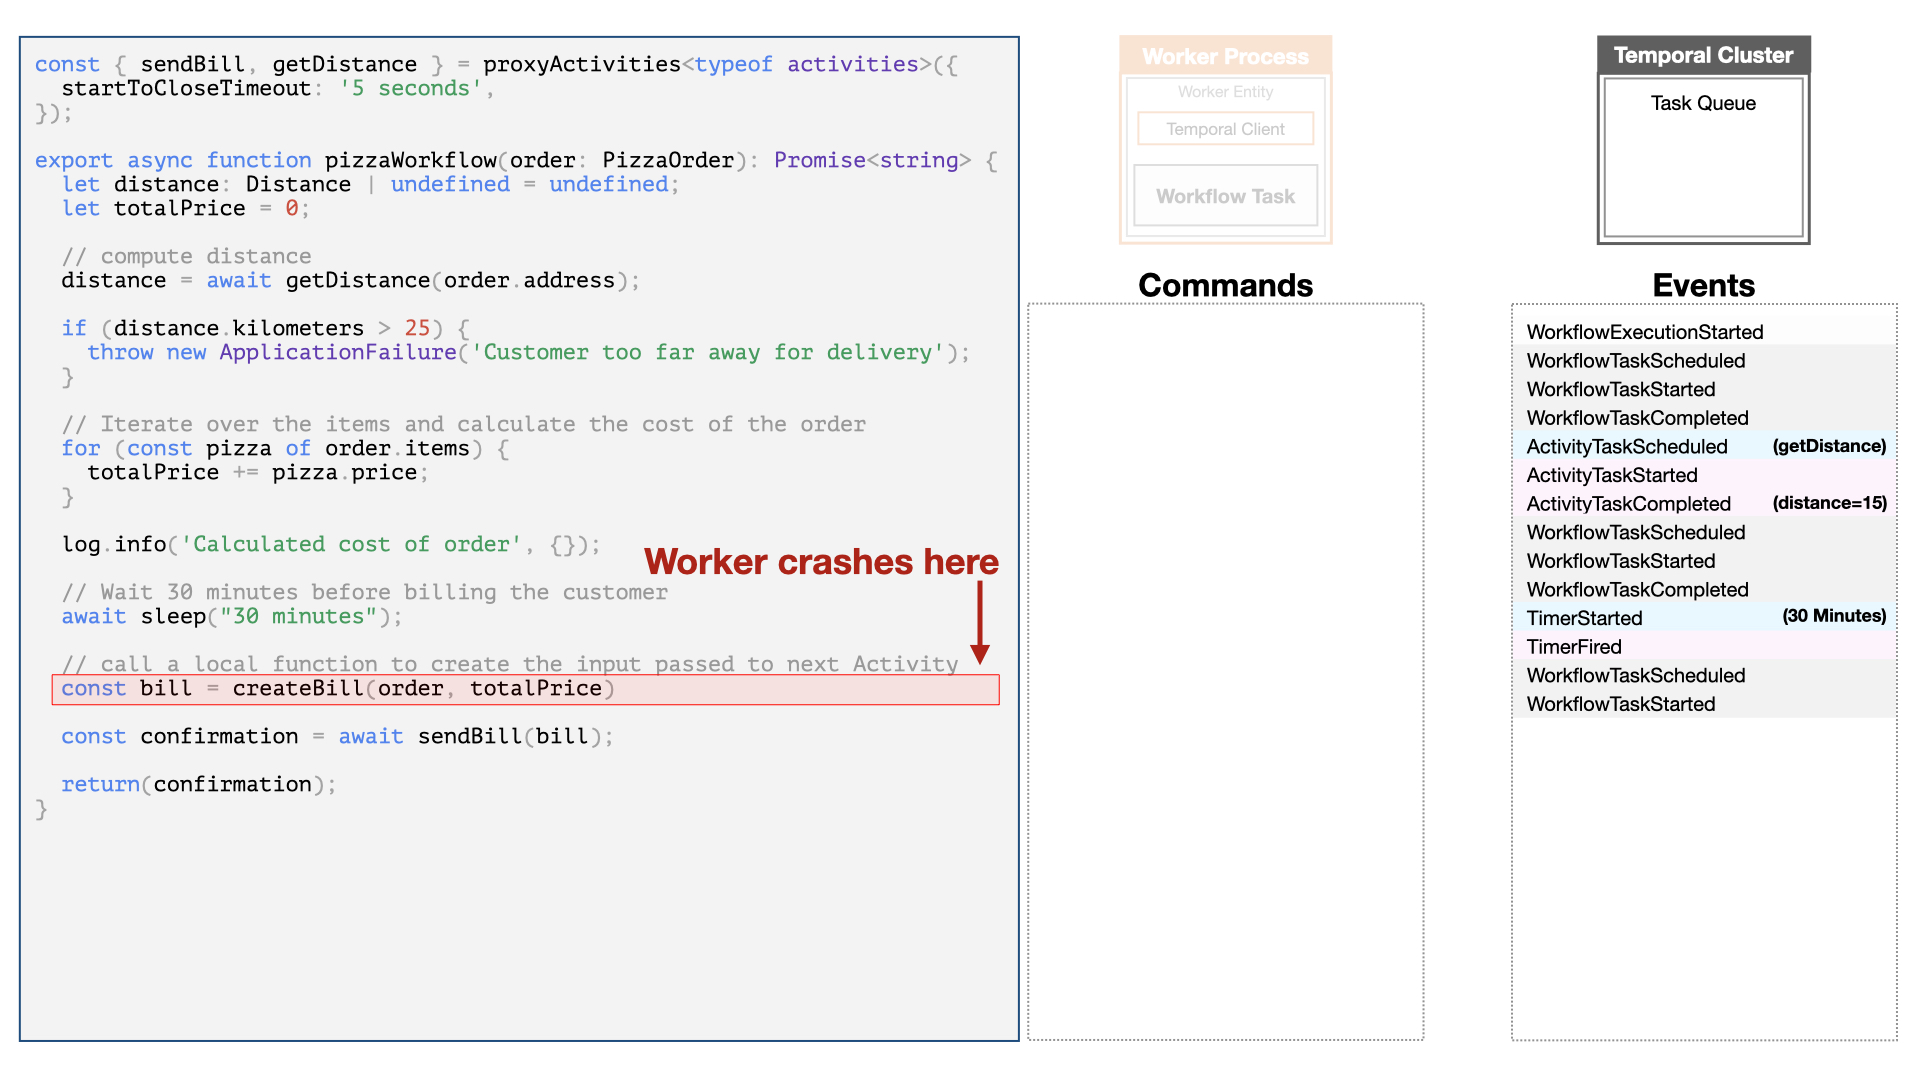 const { sendBill, getDistance } = proxyActivities<typeof activities>({
  startToCloseTimeout: '5 seconds',
});
export async function pizzaWorkflow(order: PizzaOrder): Promise<string> {
  let distance: Distance | undefined = undefined;
  let totalPrice = 0;
  // compute distance
  distance = await getDistance(order.address);
  if (distance.kilometers > 25) {
    throw new ApplicationFailure('Customer too far away for delivery');
  }
  // Iterate over the items and calculate the cost of the order
  for (const pizza of order.items) {
    totalPrice += pizza.price;
  }
  log.info('Calculated cost of order', {});
Worker crashes here
  // Wait 30 minutes before billing the customer
  await sleep("30 minutes");
  // call a local function to create the input passed to next Activity
  const bill = createBill(order, totalPrice)
  const confirmation = await sendBill(bill);
  return(confirmation);
}
Worker Process
Worker Entity
Temporal Client
Workflow Task
Commands
Temporal Cluster
Task Queue
Events
WorkflowExecutionStarted
WorkflowTaskScheduled
WorkflowTaskStarted
WorkflowTaskCompleted
ActivityTaskScheduled (getDistance)
ActivityTaskStarted
ActivityTaskCompleted (distance=15)
WorkflowTaskScheduled
WorkflowTaskStarted
WorkflowTaskCompleted
TimerStarted (30 Minutes)
TimerFired
WorkflowTaskScheduled
WorkflowTaskStarted